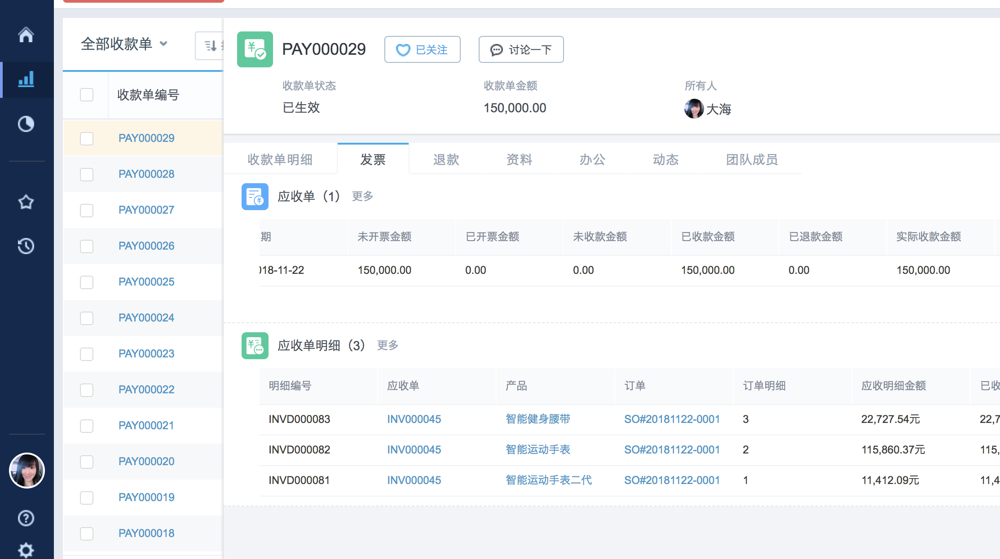 全部收款单
收款单编号
PAY000029
PAY000028
PAY000027
PAY000026
PAY000025
PAY000024
PAY000023
PAY000022
PAY000021
PAY000020
PAY000019
PAY000018
PAY000029 已关注 讨论一下
收款单状态 收款单金额 所有人
已生效 150,000.00 大海
收款单明细 发票 退款 资料 办公 动态 团队成员
应收单（1） 更多
期 未开票金额 已开票金额 未收款金额 已收款金额 已退款金额 实际收款金额
018-11-22 150,000.00 0.00 0.00 150,000.00 0.00 150,000.00
应收单明细（3） 更多
明细编号 应收单 产品 订单 订单明细 应收明细金额 已收
INVD000083 INV000045 智能健身腰带 SO#20181122-0001 3 22,727.54元 22,7
INVD000082 INV000045 智能运动手表 SO#20181122-0001 2 115,860.37元 115,
INVD000081 INV000045 智能运动手表二代 SO#20181122-0001 1 11,412.09元 11,4